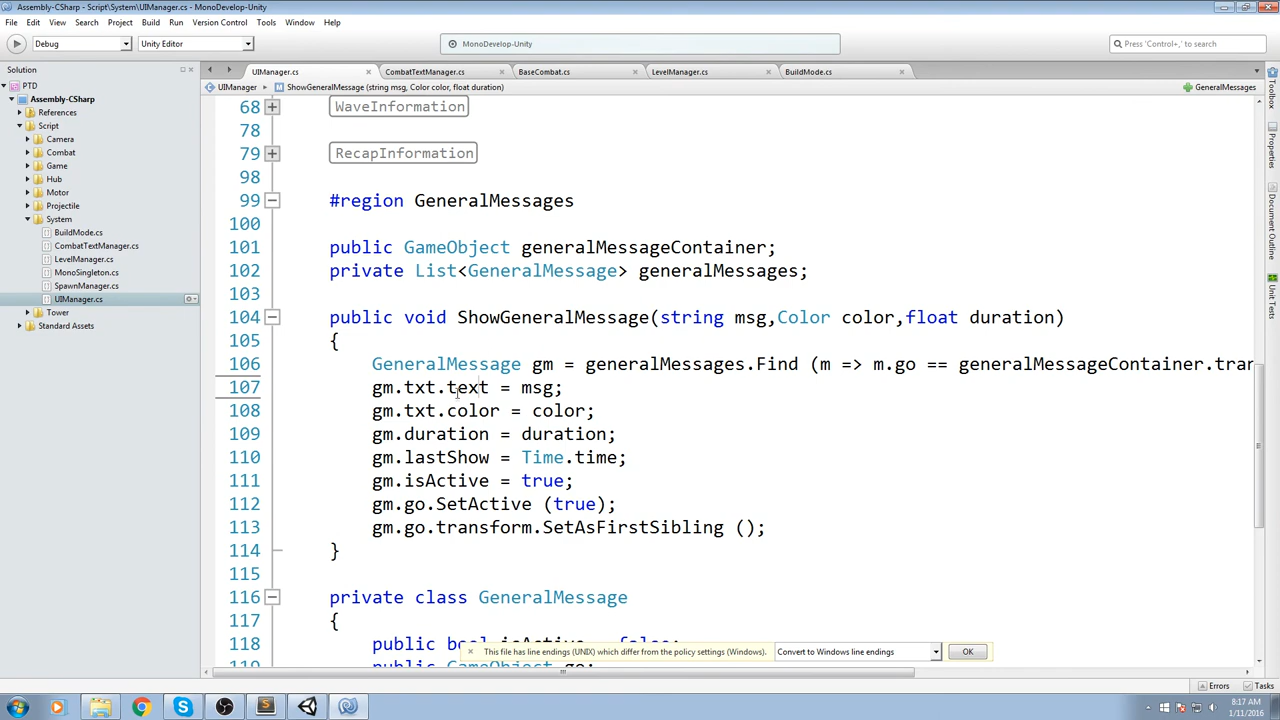 Assembly-CSharp - Script\System\UIManager.cs - MonoDevelop-Unity
File Edit View Search Project Build Run Version Control Tools Window Help
Debug
Unity Editor
MonoDevelop-Unity
Press 'Control+,' to search
Solution
UIManager.cs
CombatTextManager.cs
BaseCombat.cs
LevelManager.cs
BuildMode.cs
PTD
UIManager ShowGeneralMessage (string msg, Color color, float duration)
GeneralMessages
Assembly-CSharp
References
Script
Camera
Combat
Game
Hub
Motor
Projectile
System
BuildMode.cs
CombatTextManager.cs
LevelManager.cs
MonoSingleton.cs
SpawnManager.cs
UIManager.cs
Tower
Standard Assets
68 WaveInformation
78
79 RecapInformation
98
99 #region GeneralMessages
100
101 public GameObject generalMessageContainer;
102 private List<GeneralMessage> generalMessages;
103
104 public void ShowGeneralMessage(string msg,Color color,float duration)
105 {
106 GeneralMessage gm = generalMessages.Find (m => m.go == generalMessageContainer.tran
107 gm.txt.text = msg;
108 gm.txt.color = color;
109 gm.duration = duration;
110 gm.lastShow = Time.time;
111 gm.isActive = true;
112 gm.go.SetActive (true);
113 gm.go.transform.SetAsFirstSibling ();
114 }
115
116 private class GeneralMessage
117 {
118 public bool isActive = false;
119 public GameObject go;
This file has line endings (UNIX) which differ from the policy settings (Windows).
Convert to Windows line endings
OK
Toolbox
Properties
Document Outline
Unit Tests
Errors
Tasks
8:17 AM
1/11/2016